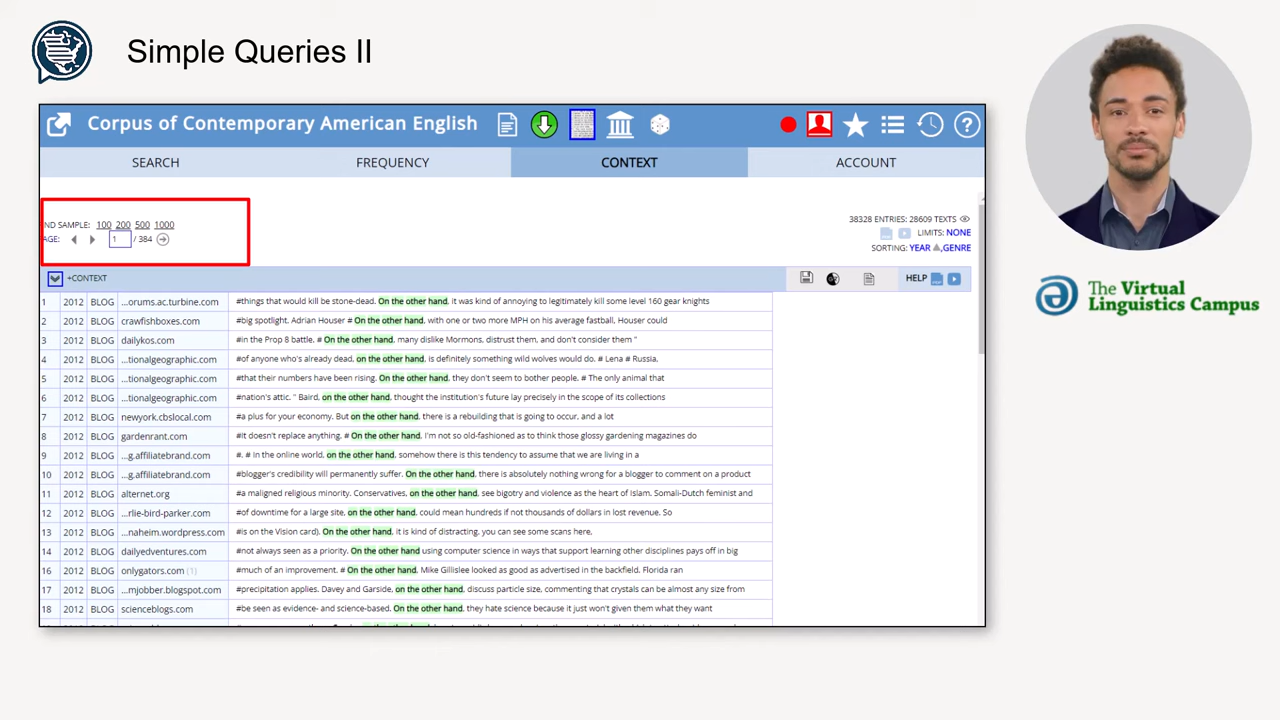 Simple Queries II
Corpus of Contemporary American English
SEARCH FREQUENCY CONTEXT ACCOUNT
ND SAMPLE: 100 200 500 1000
AGE: 1 / 384
38328 ENTRIES: 28609 TEXTS
LIMITS: NONE
SORTING: YEAR ,GENRE
+CONTEXT HELP
1 2012 BLOG ...orums.ac.turbine.com #things that would kill be stone-dead. On the other hand, it was kind of annoying to legitimately kill some level 160 gear knights
2 2012 BLOG crawfishboxes.com #big spotlight. Adrian Houser # On the other hand, with one or two more MPH on his average fastball, Houser could
3 2012 BLOG dailykos.com #in the Prop 8 battle. # On the other hand, many dislike Mormons, distrust them, and don't consider them "
4 2012 BLOG ...tionalgeographic.com #of anyone who's already dead, on the other hand, is definitely something wild wolves would do. # Lena # Russia,
5 2012 BLOG ...tionalgeographic.com #that their numbers have been rising. On the other hand, they don't seem to bother people. # The only animal that
6 2012 BLOG ...tionalgeographic.com #nation's attic. " Baird, on the other hand, thought the institution's future lay precisely in the scope of its collections
7 2012 BLOG newyork.cbslocal.com #a plus for your economy. But on the other hand, there is a rebuilding that is going to occur, and a lot
8 2012 BLOG gardenrant.com #It doesn't replace anything. # On the other hand, I'm not so old-fashioned as to think those glossy gardening magazines do
9 2012 BLOG ...g.affiliatebrand.com #. # In the online world, on the other hand, somehow there is this tendency to assume that we are living in a
10 2012 BLOG ...g.affiliatebrand.com #blogger's credibility will permanently suffer. On the other hand, there is absolutely nothing wrong for a blogger to comment on a product
11 2012 BLOG alternet.org #a maligned religious minority. Conservatives, on the other hand, see bigotry and violence as the heart of Islam. Somali-Dutch feminist and
12 2012 BLOG ...rlie-bird-parker.com #of downtime for a large site, on the other hand, could mean hundreds if not thousands of dollars in lost revenue. So
13 2012 BLOG ...naheim.wordpress.com #is on the Vision card). On the other hand, it is kind of distracting. you can see some scans here,
14 2012 BLOG dailyedventures.com #not always seen as a priority. On the other hand using computer science in ways that support learning other disciplines pays off in big
16 2012 BLOG onlygators.com (1) #much of an improvement. # On the other hand, Mike Gillislee looked as good as advertised in the backfield. Florida ran
17 2012 BLOG ...mjobber.blogspot.com #precipitation applies. Davey and Garside, on the other hand, discuss particle size, commenting that crystals can be almost any size from
18 2012 BLOG scienceblogs.com #be seen as evidence- and science-based. On the other hand, they hate science because it just won't given them what they want
The Virtual
Linguistics Campus